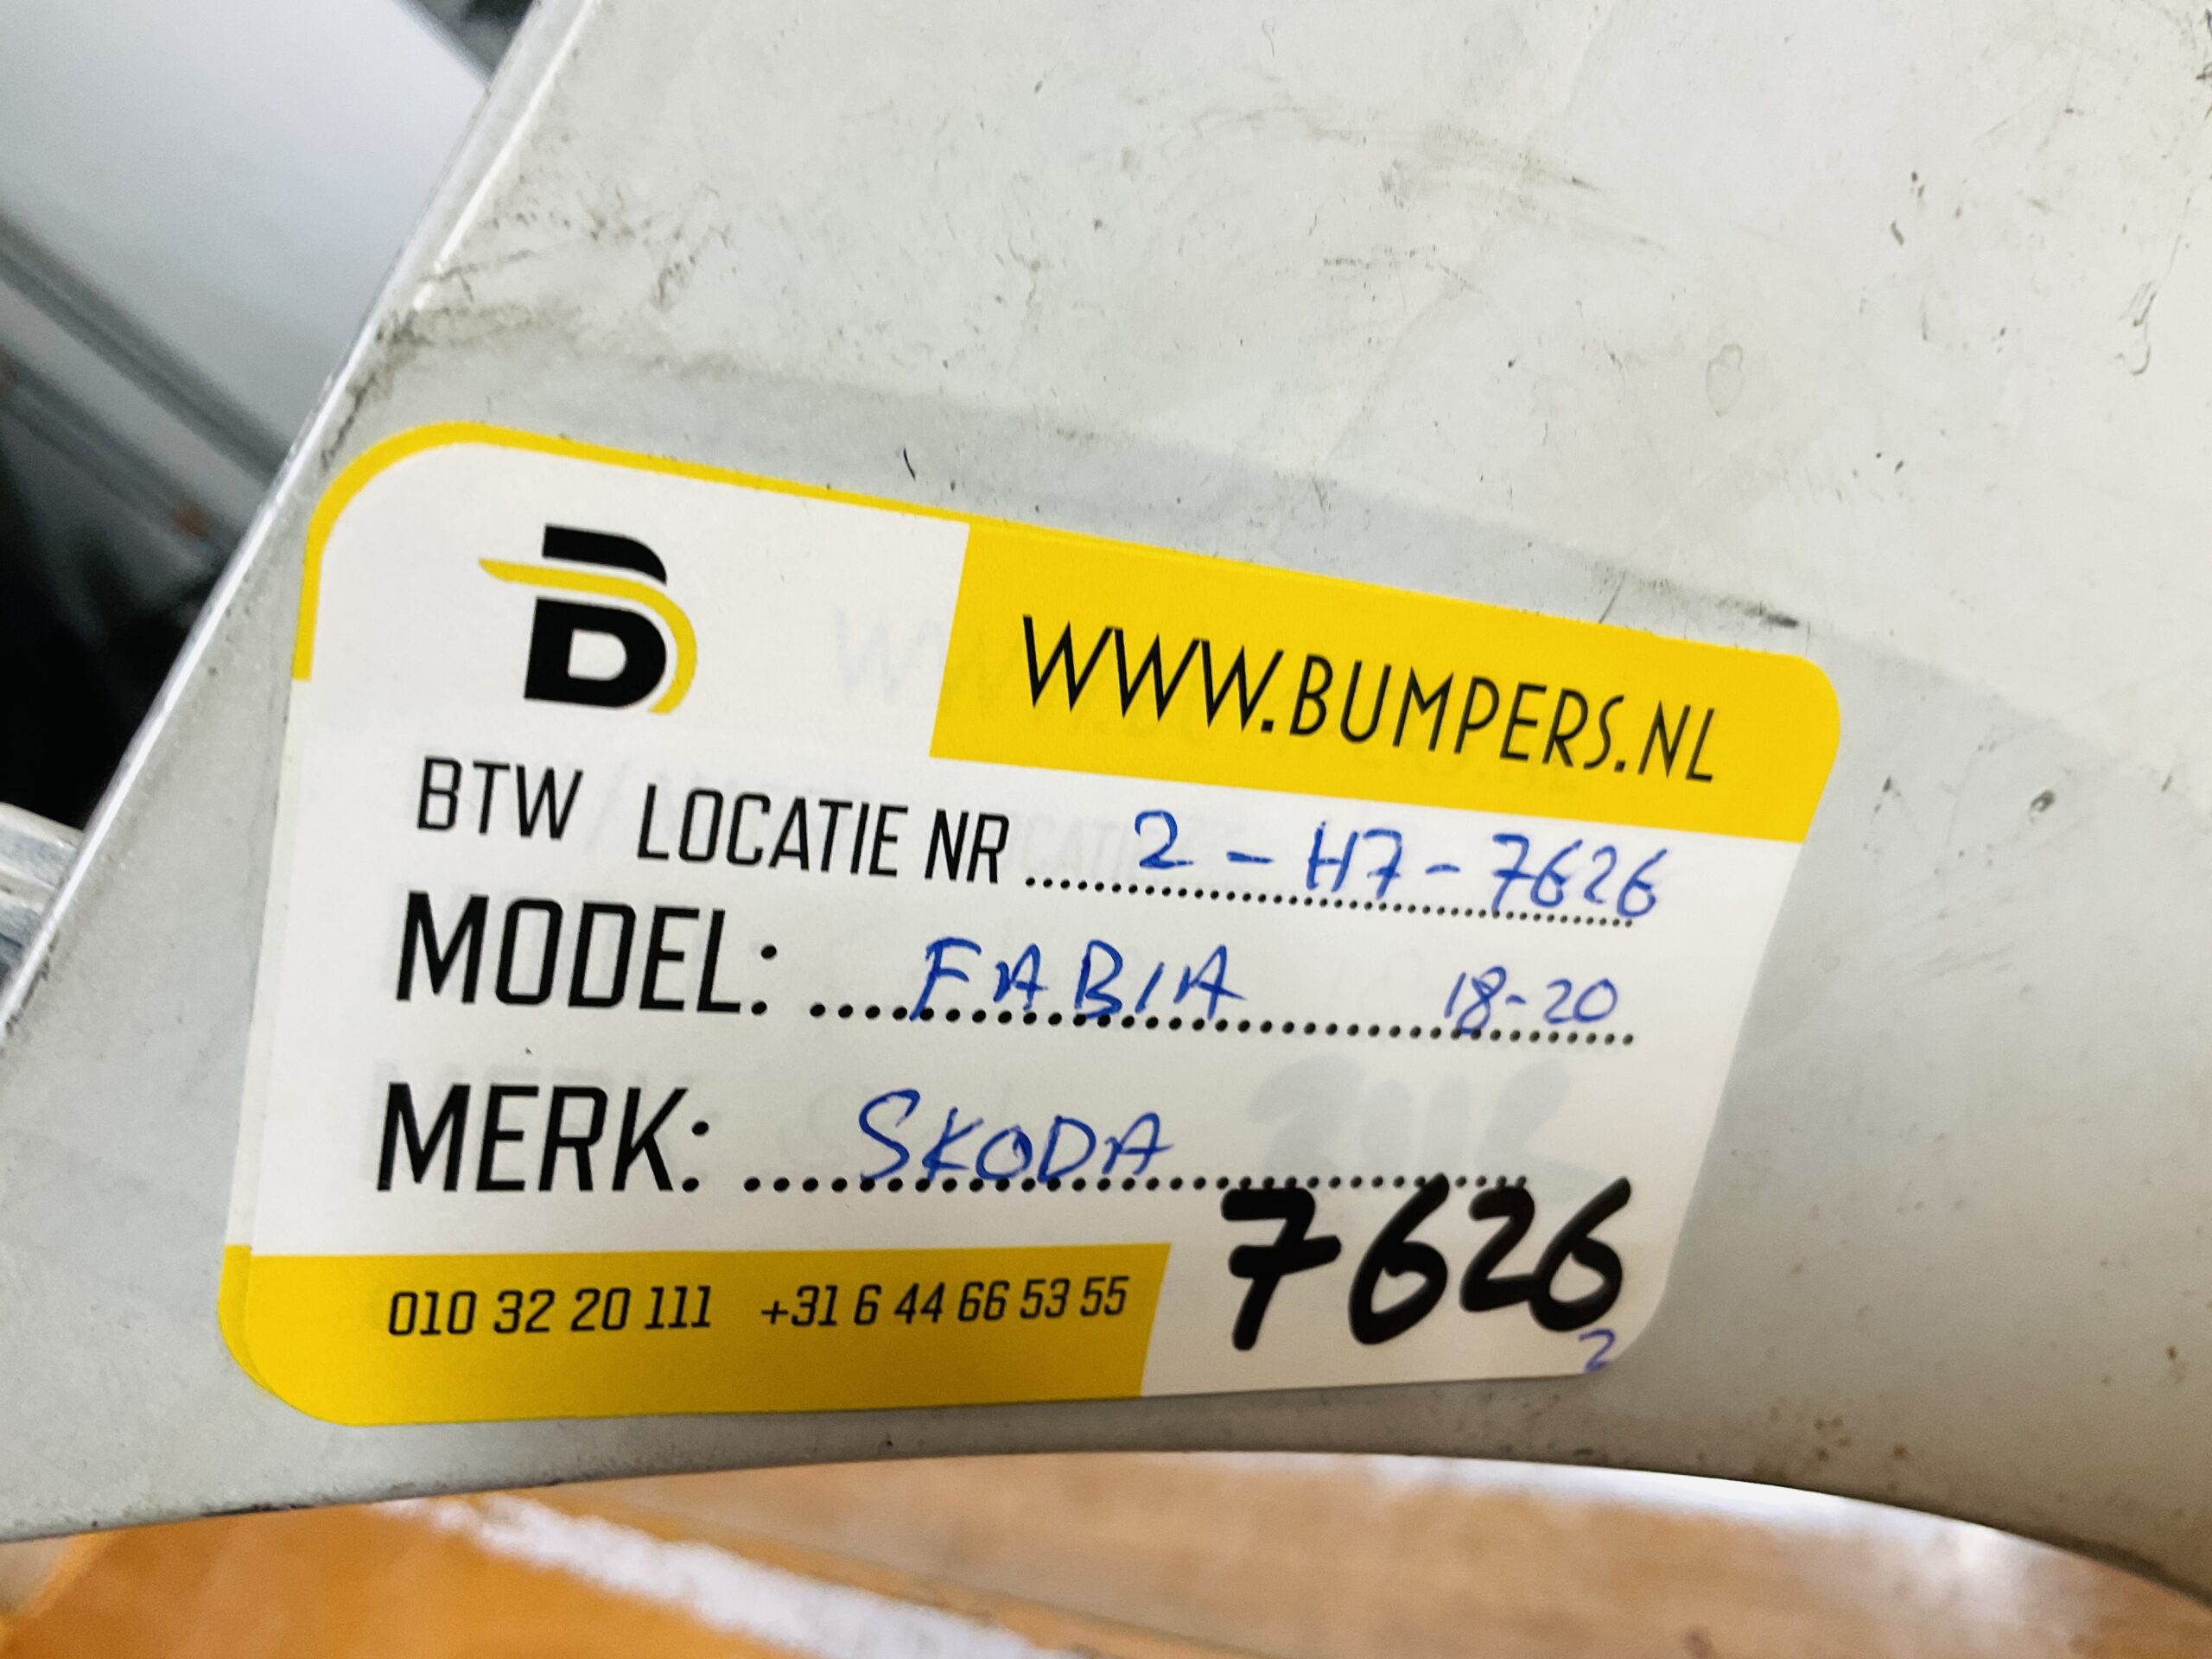 B
WWW.BUMPERS.NL
BTW LOCATIE NR 2-H7-7626
MODEL: FABIA 18-20
MERK: SKODA
7626
2
010 32 20 111 +31 6 44 66 53 55